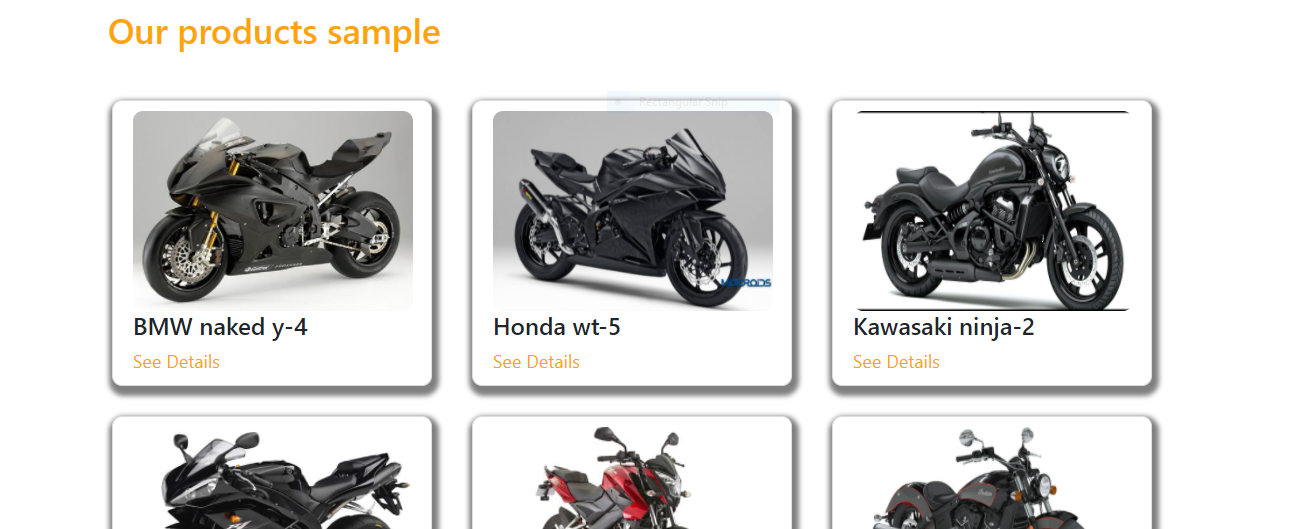 Our products sample
Rectangular Snip
BMW naked y-4
Honda wt-5
Kawasaki ninja-2
See Details
See Details
See Details